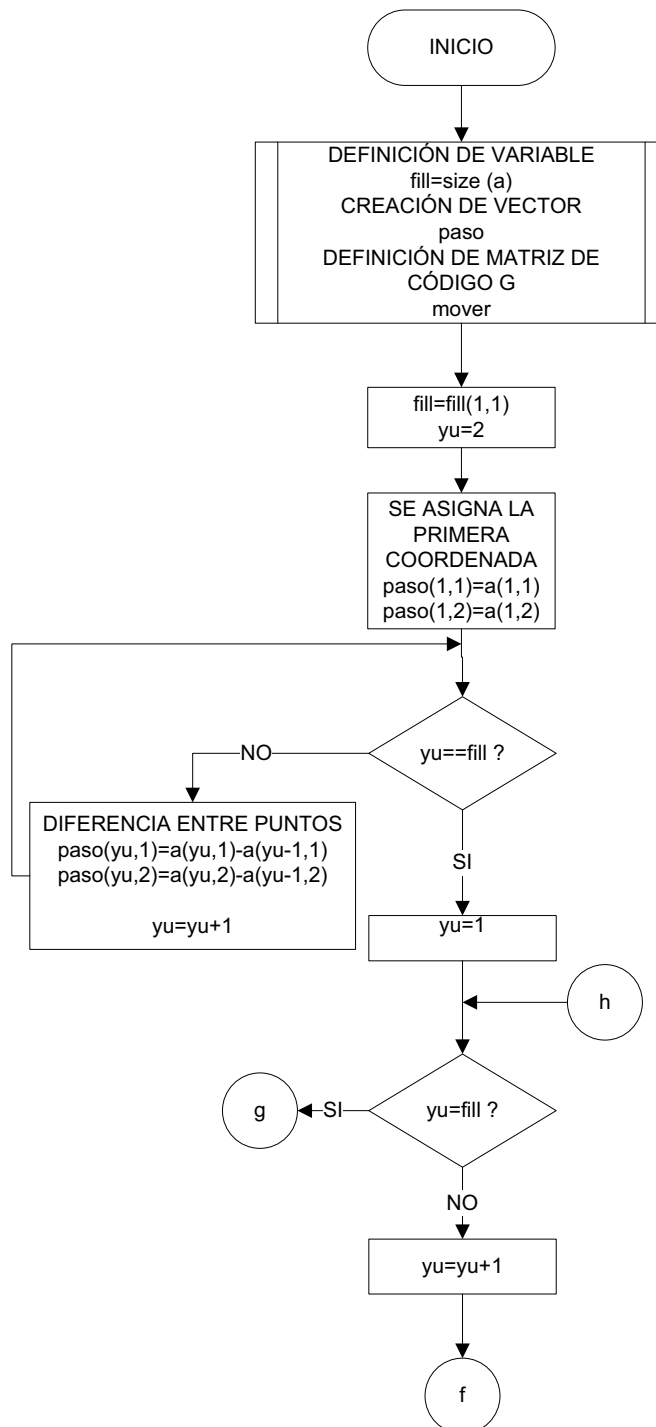 INICIO
DEFINICIÓN DE VARIABLE
fill=size (a)
CREACIÓN DE VECTOR
paso
DEFINICIÓN DE MATRIZ DE
CÓDIGO G
mover
fill=fill(1,1)
yu=2
SE ASIGNA LA
PRIMERA
COORDENADA
paso(1,1)=a(1,1)
paso(1,2)=a(1,2)
yu==fill ?
NO
DIFERENCIA ENTRE PUNTOS
paso(yu,1)=a(yu,1)-a(yu-1,1)
paso(yu,2)=a(yu,2)-a(yu-1,2)
yu=yu+1
SI
yu=1
h
yu=fill ?
SI
g
NO
yu=yu+1
f